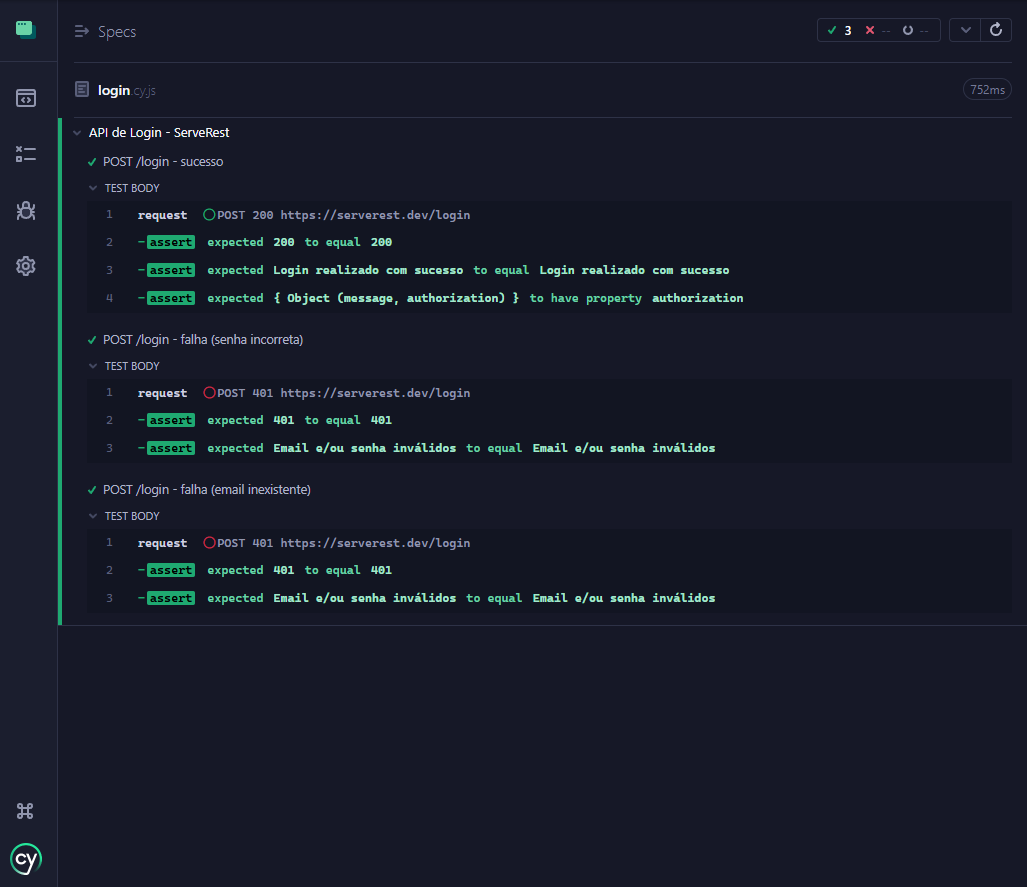 Specs
3 -- --
login.cy.js
752ms
API de Login - ServeRest
POST /login - sucesso
TEST BODY
1 request POST 200 https://serverest.dev/login
2 -assert expected 200 to equal 200
3 -assert expected Login realizado com sucesso to equal Login realizado com sucesso
4 -assert expected { Object (message, authorization) } to have property authorization
POST /login - falha (senha incorreta)
TEST BODY
1 request POST 401 https://serverest.dev/login
2 -assert expected 401 to equal 401
3 -assert expected Email e/ou senha inválidos to equal Email e/ou senha inválidos
POST /login - falha (email inexistente)
TEST BODY
1 request POST 401 https://serverest.dev/login
2 -assert expected 401 to equal 401
3 -assert expected Email e/ou senha inválidos to equal Email e/ou senha inválidos
cy